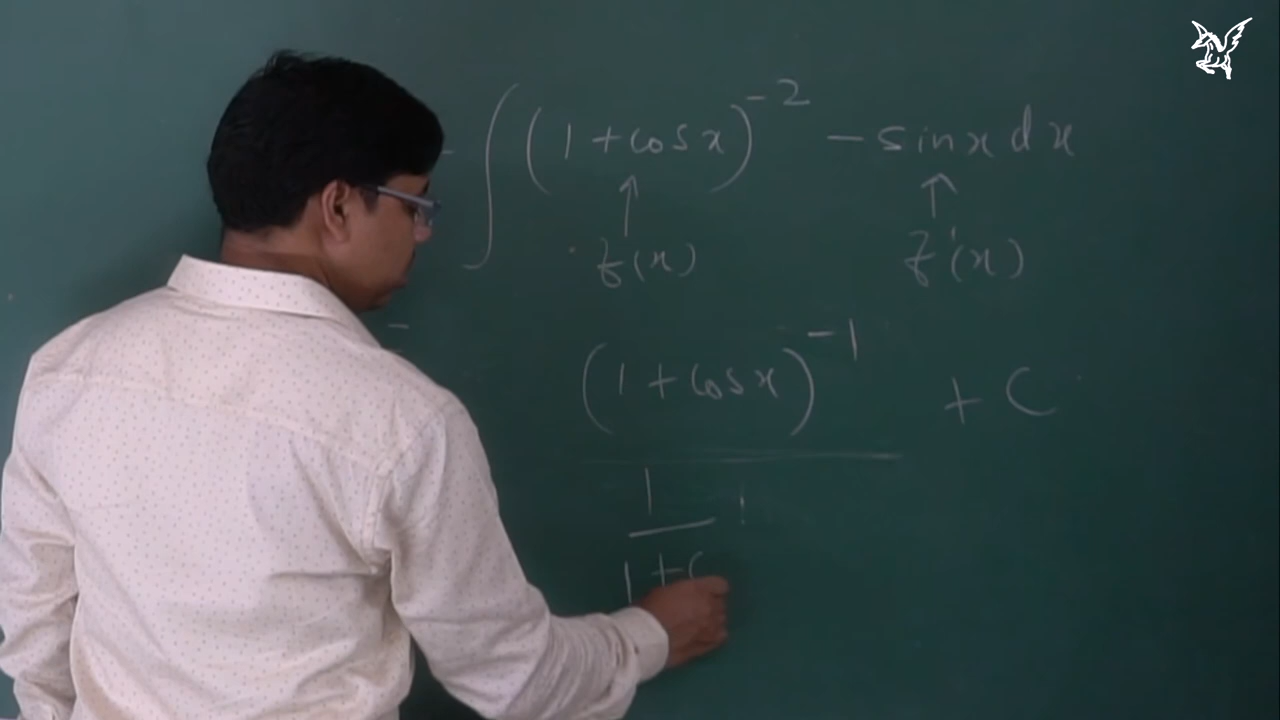 - ∫ (1 + cos x)^-2 - sin x dx
↑ ↑
f(x) f'(x)
- (1 + cos x)^-1 + C
1
1 + c